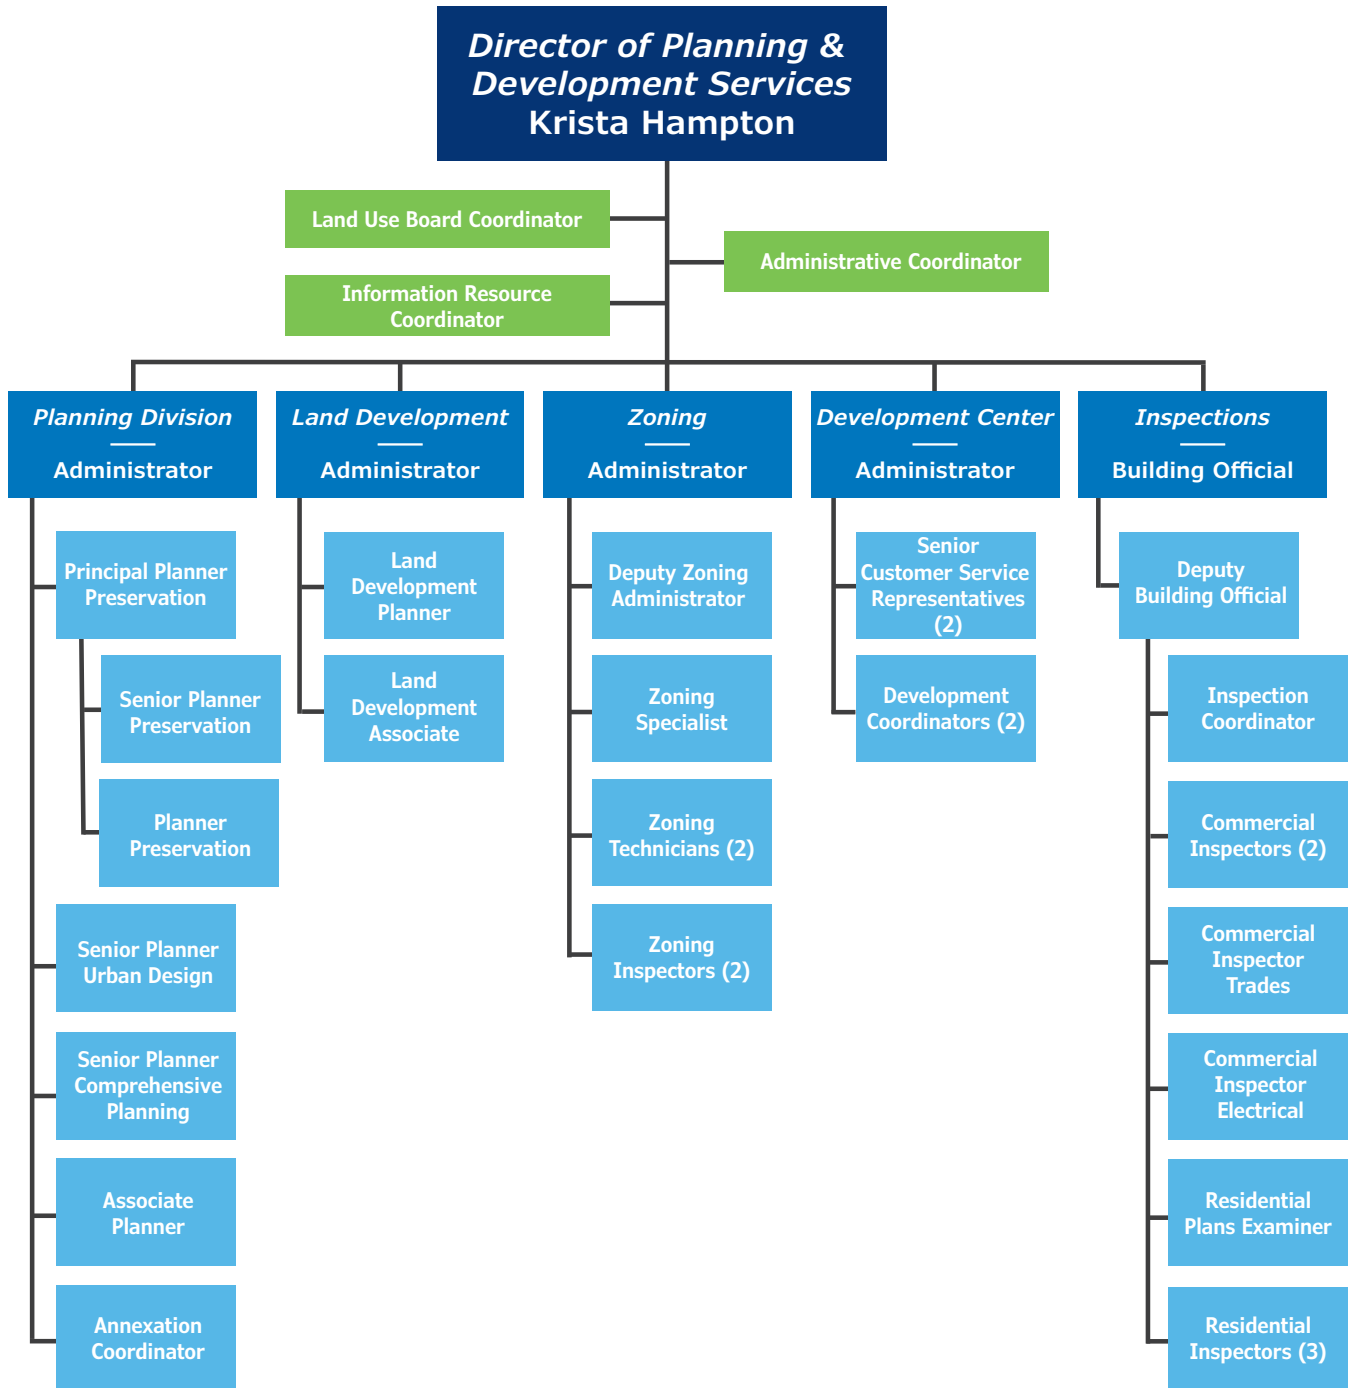 Director of Planning &
Development Services
Krista Hampton
Land Use Board Coordinator
Administrative Coordinator
Information Resource
Coordinator
Planning Division
Administrator
Land Development
Administrator
Zoning
Administrator
Development Center
Administrator
Inspections
Building Official
Principal Planner
Preservation
Senior Planner
Preservation
Planner
Preservation
Senior Planner
Urban Design
Senior Planner
Comprehensive
Planning
Associate
Planner
Annexation
Coordinator
Land
Development
Planner
Land
Development
Associate
Deputy Zoning
Administrator
Zoning
Specialist
Zoning
Technicians (2)
Zoning
Inspectors (2)
Senior
Customer Service
Representatives
(2)
Development
Coordinators (2)
Deputy
Building Official
Inspection
Coordinator
Commercial
Inspectors (2)
Commercial
Inspector
Trades
Commercial
Inspector
Electrical
Residential
Plans Examiner
Residential
Inspectors (3)